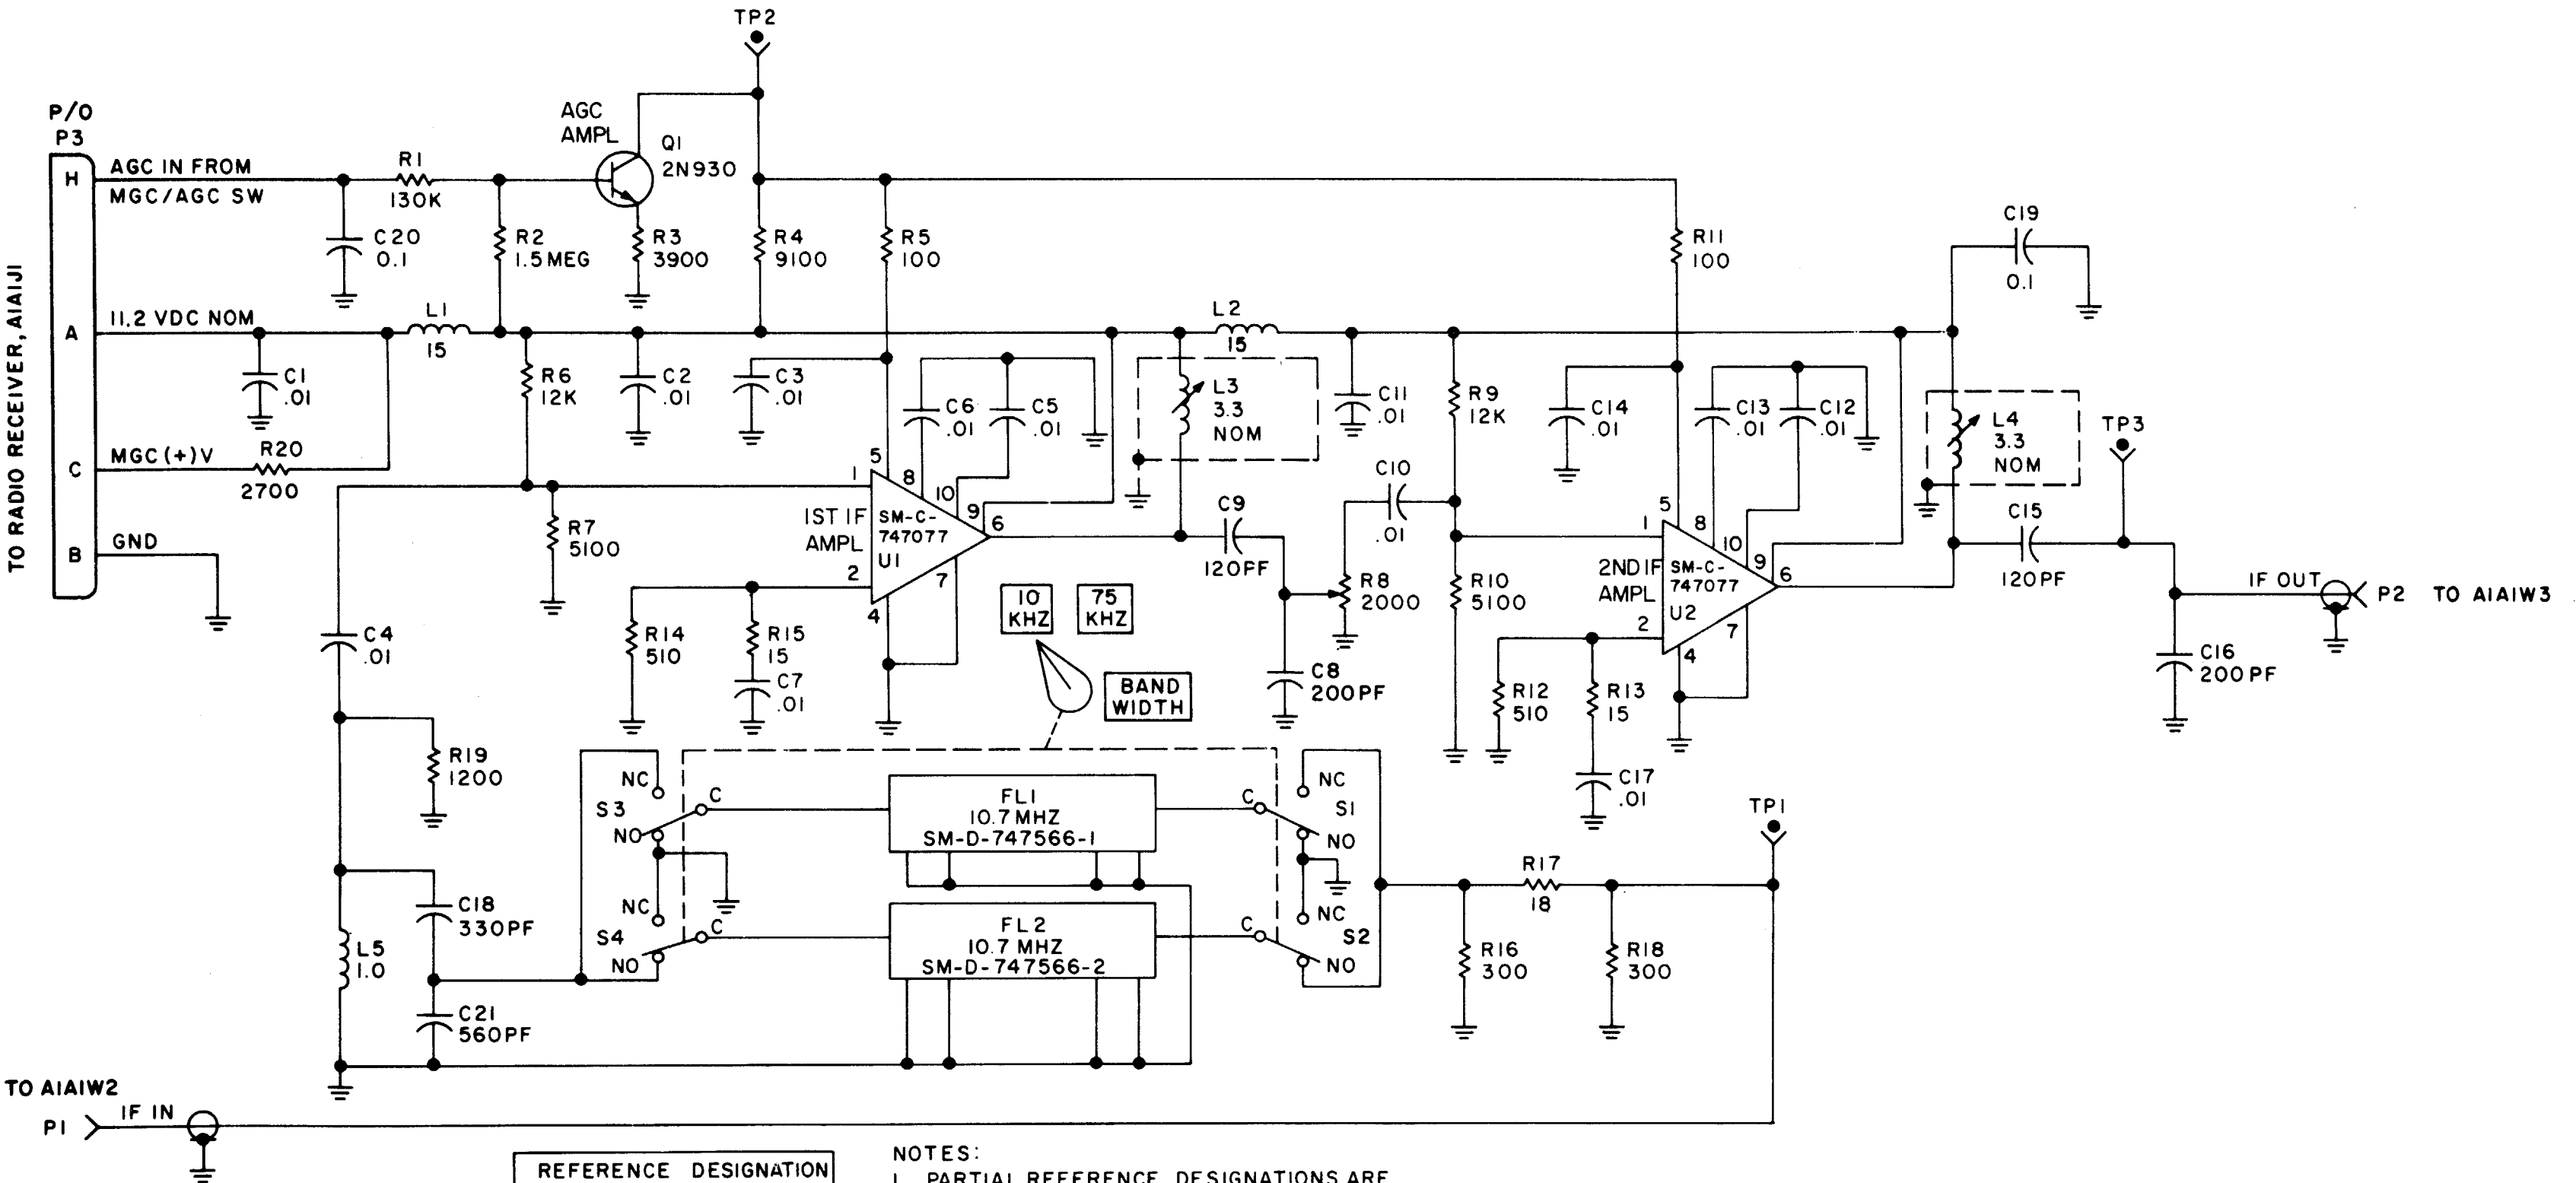 TP2
P/O
P3
AGC
AMPL
Q1
2N930
H
AGC IN FROM
MGC/AGC SW
R1
130K
C20
0.1
R2
1.5MEG
R3
3900
R4
9100
R5
100
R11
100
C19
0.1
TO RADIO RECEIVER, A1A1J1
A
11.2 VDC NOM
L1
15
L2
15
C1
.01
R6
12K
C2
.01
C3
.01
C6
.01
C5
.01
L3
3.3
NOM
C11
.01
R9
12K
C14
.01
C13
.01
C12
.01
L4
3.3
NOM
TP3
C
MGC(+)V
R20
2700
B
GND
R7
5100
1ST IF
AMPL
SM-C-
747077
U1
1
5
8
10
9
6
2
4
7
C9
120PF
C10
.01
R8
2000
R10
5100
2ND IF
AMPL
SM-C-
747077
U2
1
5
8
10
9
6
2
4
7
C15
120PF
IF OUT
P2
TO A1A1W3
C4
.01
R14
510
R15
15
C7
.01
10
KHZ
75
KHZ
BAND
WIDTH
C8
200PF
R12
510
R13
15
C17
.01
C16
200PF
R19
1200
NC
S3
NO
C
FL1
10.7 MHZ
SM-D-747566-1
C
NC
S1
NO
TP1
NC
S4
NO
C
FL2
10.7 MHZ
SM-D-747566-2
C
NC
S2
NO
R17
18
R16
300
R18
300
C18
330PF
L5
1.0
C21
560PF
TO A1A1W2
P1
IF IN
REFERENCE DESIGNATION
NOTES:
1. PARTIAL REFERENCE DESIGNATIONS ARE